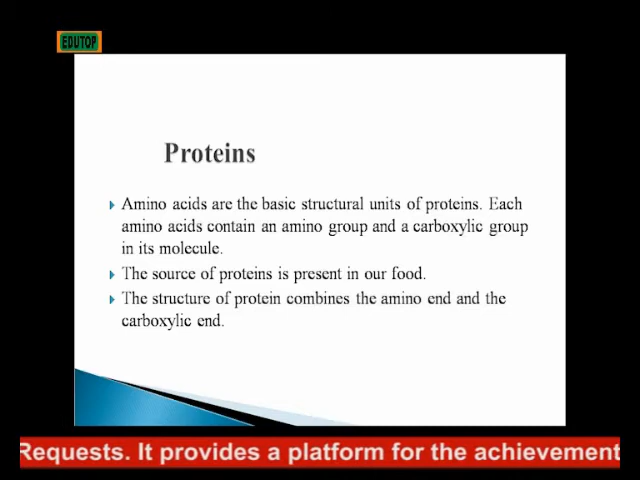 EDUTOP
Proteins
Amino acids are the basic structural units of proteins. Each
amino acids contain an amino group and a carboxylic group
in its molecule.
The source of proteins is present in our food.
The structure of protein combines the amino end and the
carboxylic end.
Requests. It provides a platform for the achievement